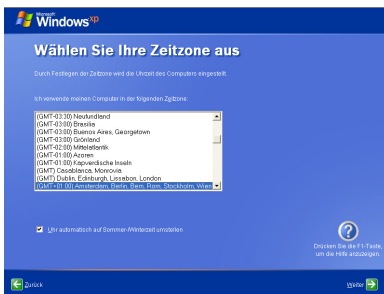 Microsoft
Windows xp
Wählen Sie Ihre Zeitzone aus
Durch Festlegen der Zeitzone wird die Uhrzeit des Computers eingestellt.
Ich verwende meinen Computer in der folgenden Zeitzone:
(GMT-03:30) Neufundland
(GMT-03:00) Brasilia
(GMT-03:00) Buenos Aires, Georgetown
(GMT-03:00) Grönland
(GMT-02:00) Mittelatlantik
(GMT-01:00) Azoren
(GMT-01:00) Kapverdische Inseln
(GMT) Casablanca, Monrovia
(GMT) Dublin, Edinburgh, Lissabon, London
(GMT+01:00) Amsterdam, Berlin, Bern, Rom, Stockholm, Wien
Uhr automatisch auf Sommer-/Winterzeit umstellen
Drücken Sie die F1-Taste,
um die Hilfe anzuzeigen.
Zurück
Weiter